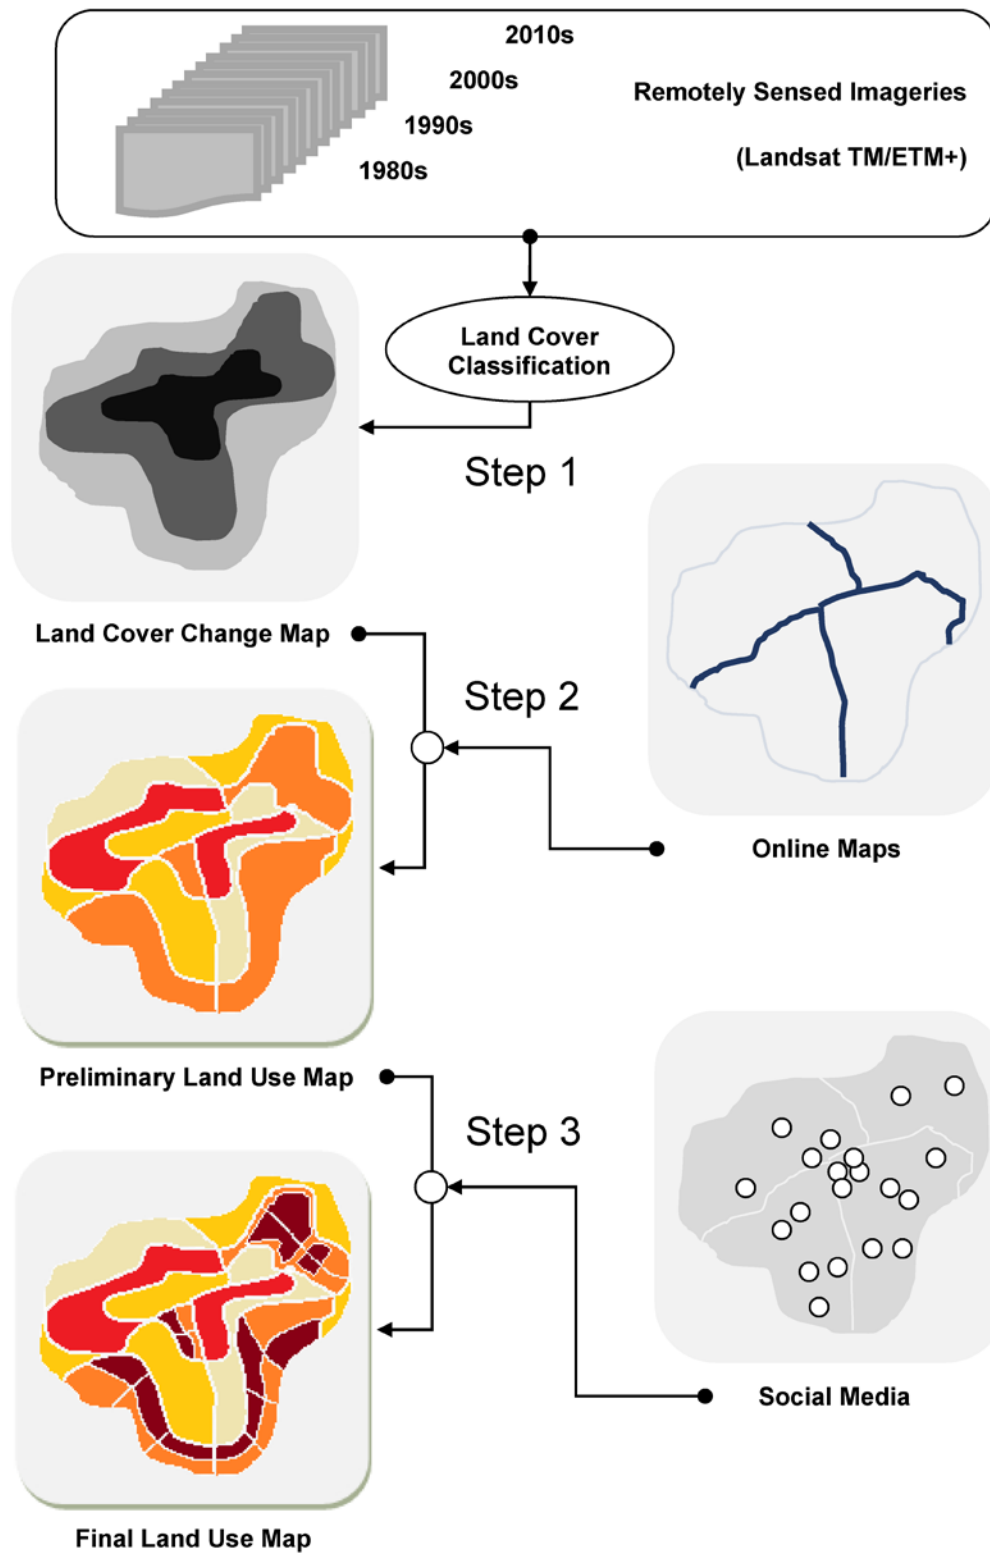 2010s
2000s
1990s
1980s
Remotely Sensed Imageries
(Landsat TM/ETM+)
Land Cover
Classification
Step 1
Land Cover Change Map
Step 2
Online Maps
Preliminary Land Use Map
Step 3
Social Media
Final Land Use Map